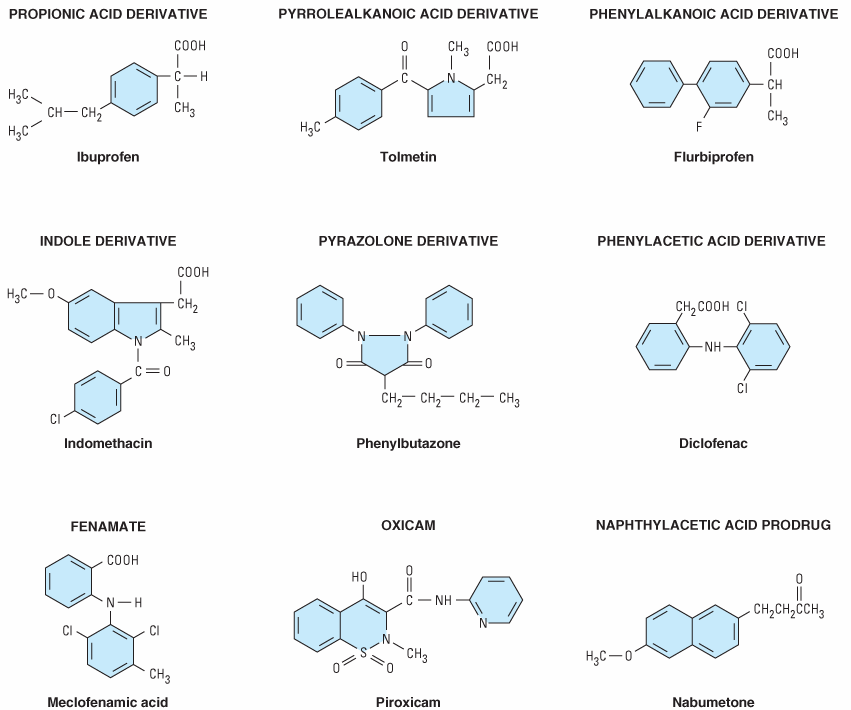 PROPIONIC ACID DERIVATIVE
COOH
C
H
CH3
H3C
H3C
CH
CH2
Ibuprofen
PYRROLEALKANOIC ACID DERIVATIVE
O
C
CH3
N
COOH
CH2
H3C
Tolmetin
PHENYLALKANOIC ACID DERIVATIVE
COOH
CH
CH3
F
Flurbiprofen
INDOLE DERIVATIVE
COOH
CH2
H3C
O
N
CH3
C
O
Cl
Indomethacin
PYRAZOLONE DERIVATIVE
N
N
O
O
CH2
CH2
CH2
CH3
Phenylbutazone
PHENYLACETIC ACID DERIVATIVE
CH2COOH
Cl
NH
Cl
Diclofenac
FENAMATE
COOH
N
H
Cl
Cl
CH3
Meclofenamic acid
OXICAM
HO
O
C
NH
N
N
S
CH3
O
O
Piroxicam
NAPHTHYLACETIC ACID PRODRUG
O
CH2CH2CCH3
H3C
O
Nabumetone